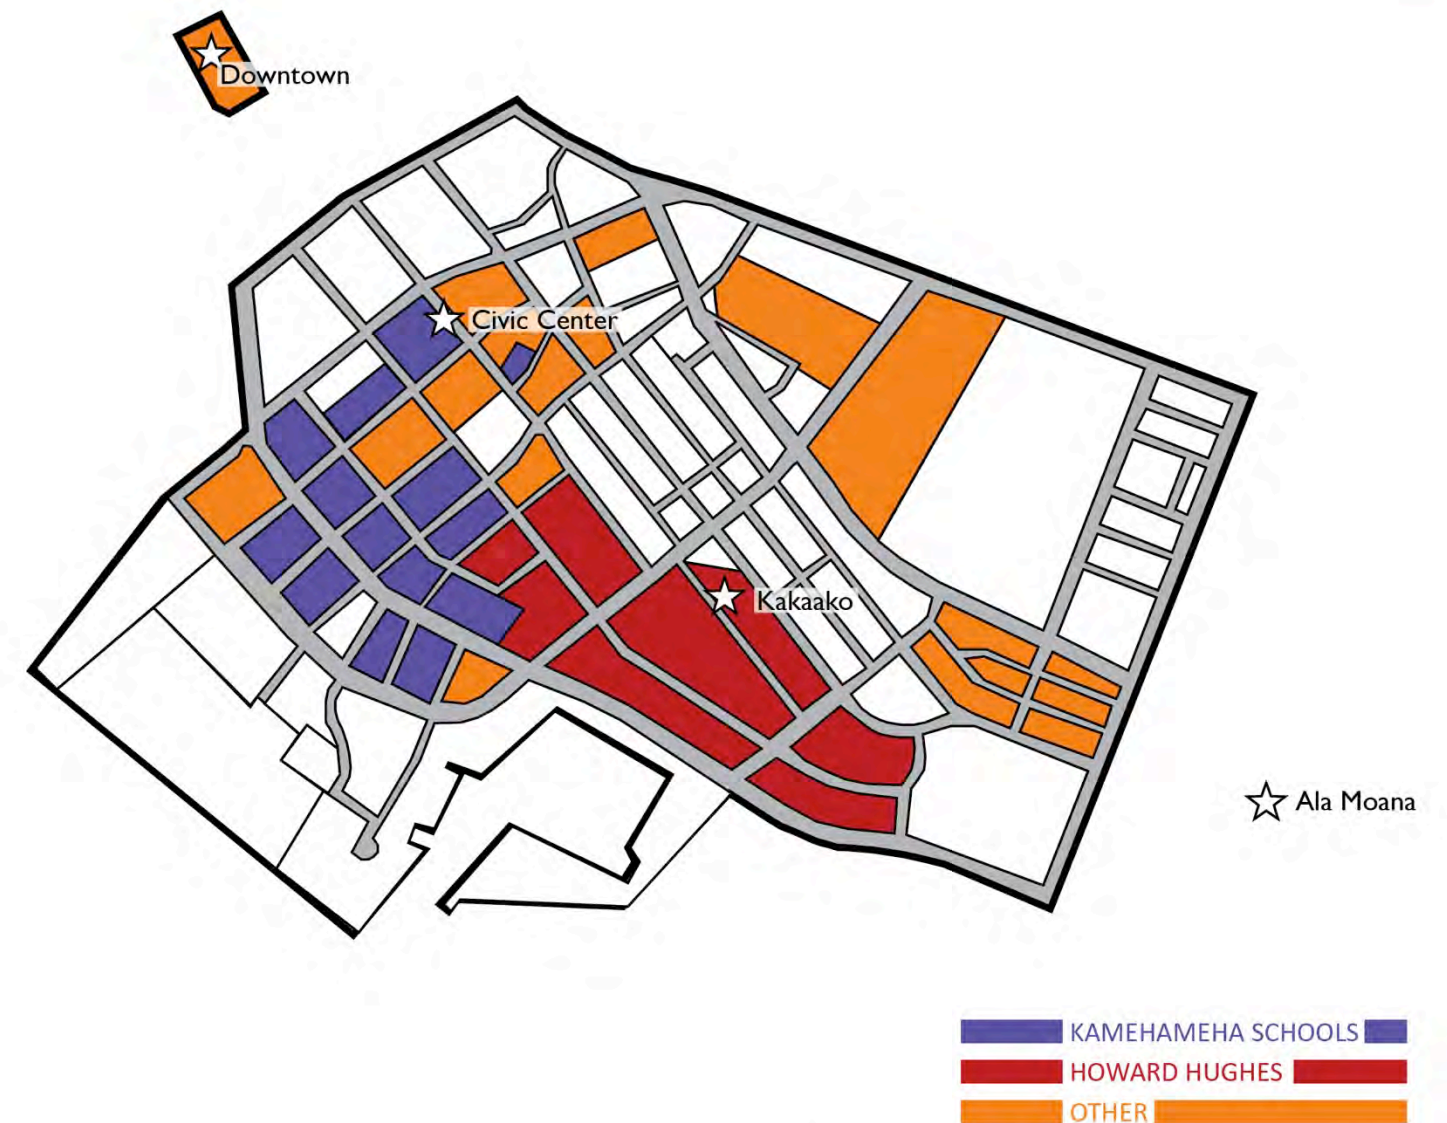 Downtown
Civic Center
Kakaako
Ala Moana
KAMEHAMEHA SCHOOLS
HOWARD HUGHES
OTHER